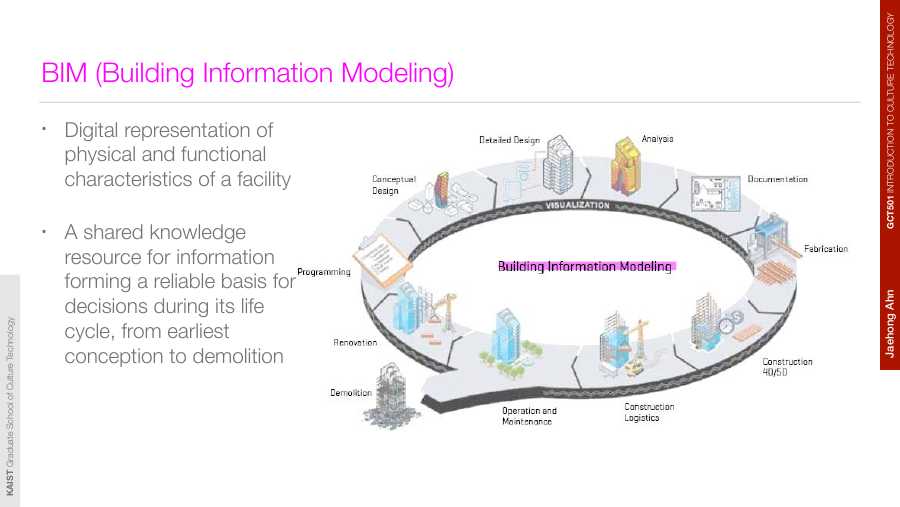 BIM (Building Information Modeling)
• Digital representation of
physical and functional
characteristics of a facility
• A shared knowledge
resource for information
forming a reliable basis for
decisions during its life
cycle, from earliest
conception to demolition
Detailed Design
Analysis
Conceptual
Design
Documentation
VISUALIZATION
Fabrication
Building Information Modeling
Programming
Renovation
Construction
4D/5D
Demolition
Operation and
Maintenance
Construction
Logistics
GCT501 INTRODUCTION TO CULTURE TECHNOLOGY
Jaehong Ahn
KAIST Graduate School of Culture Technology